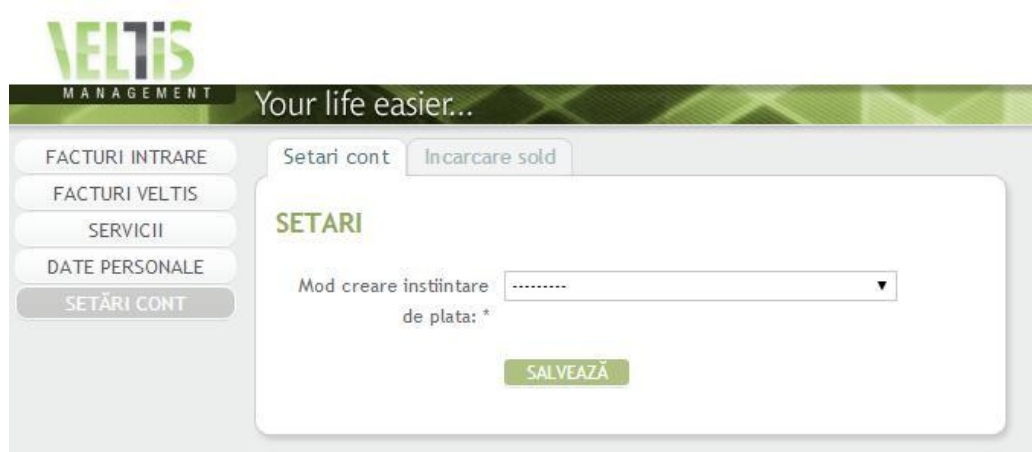 VELTiS
MANAGEMENT
Your life easier...
FACTURI INTRARE
FACTURI VELTIS
SERVICII
DATE PERSONALE
SETĂRI CONT
Setari cont
Incarcare sold
SETARI
Mod creare instiintare
de plata: *
---------
SALVEAZĂ